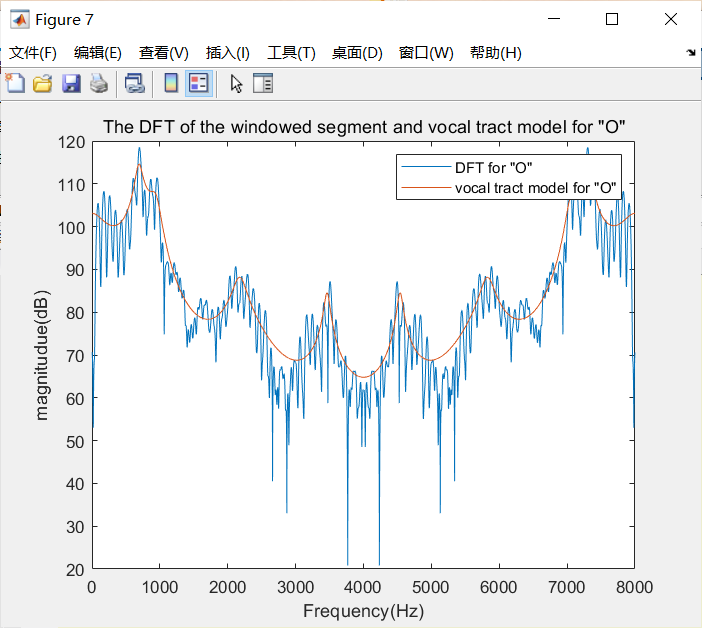 Figure 7
文件(F) 编辑(E) 查看(V) 插入(I) 工具(T) 桌面(D) 窗口(W) 帮助(H)
The DFT of the windowed segment and vocal tract model for "O"
DFT for "O"
vocal tract model for "O"
magnitudue(dB)
120
110
100
90
80
70
60
50
40
30
20
0 1000 2000 3000 4000 5000 6000 7000 8000
Frequency(Hz)